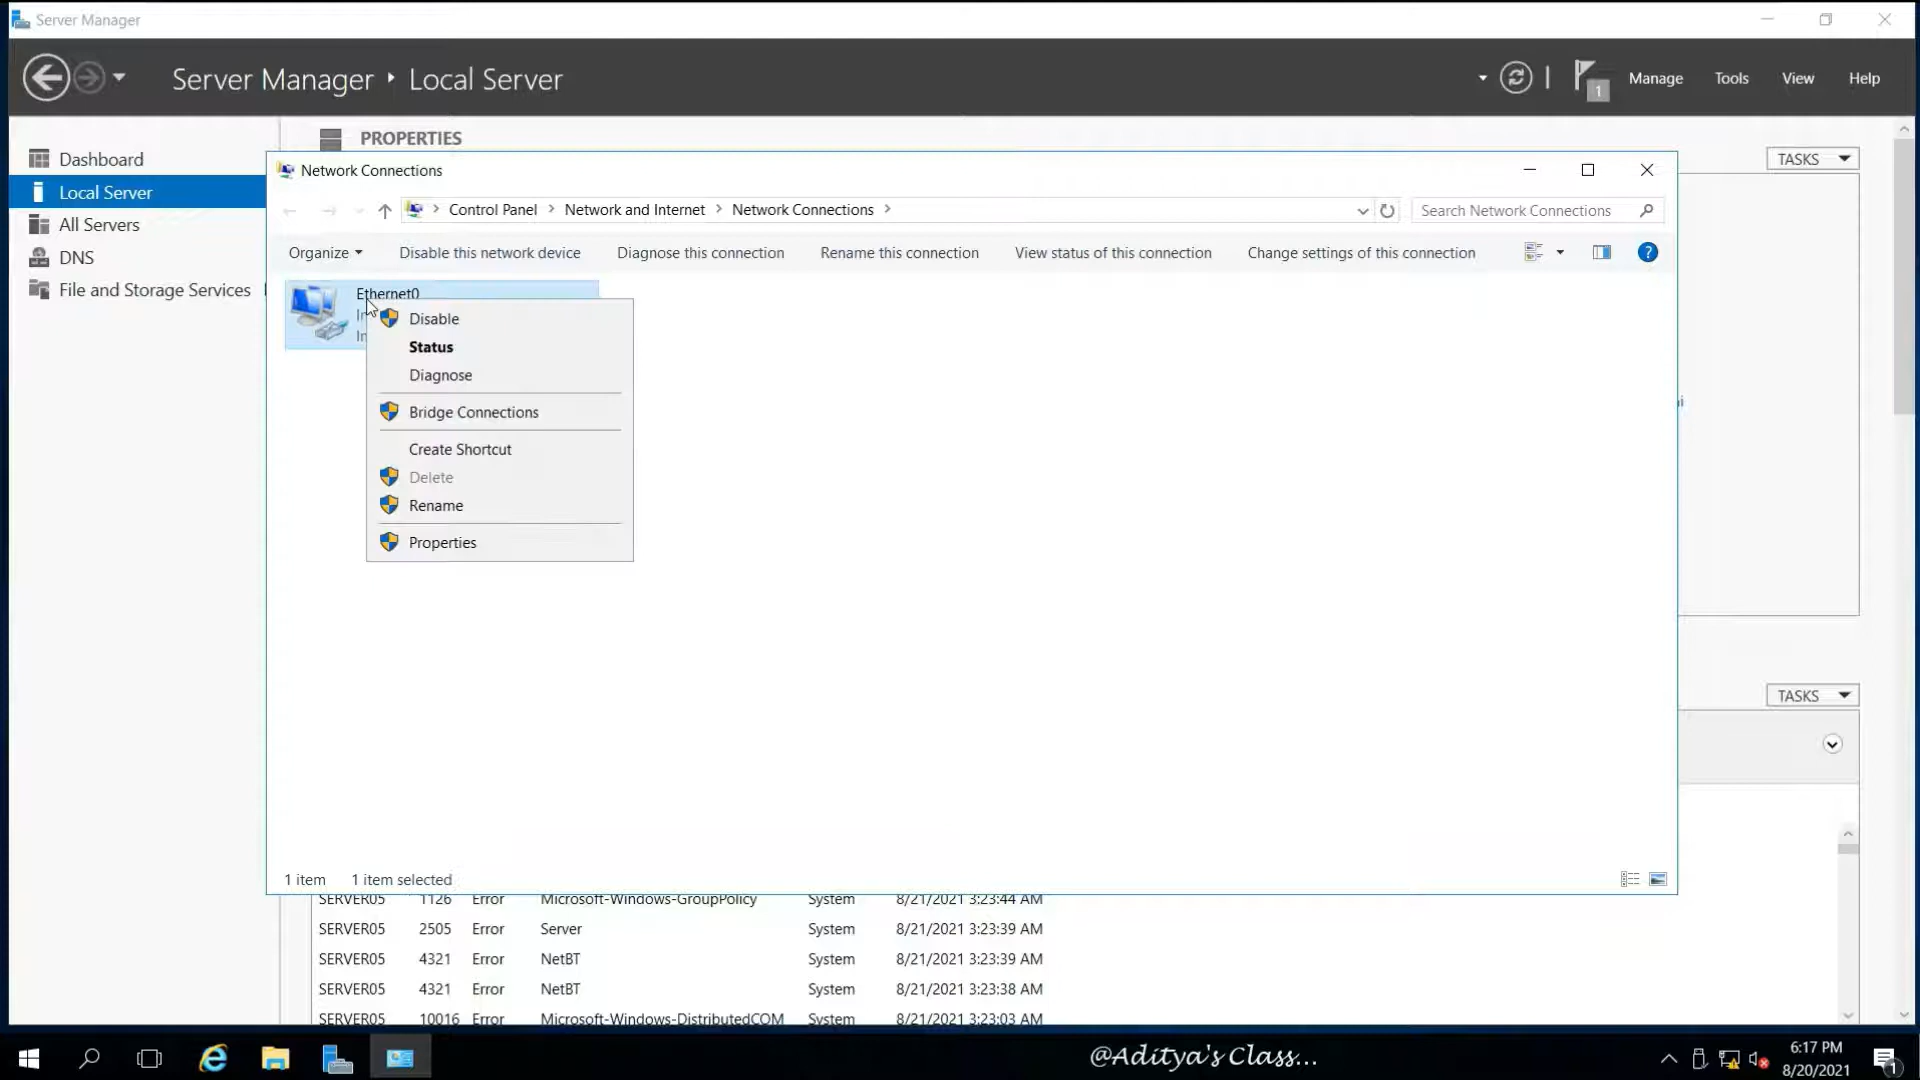 Server Manager
Server Manager ‣ Local Server
1
Manage
Tools
View
Help
Dashboard
Local Server
All Servers
DNS
File and Storage Services
PROPERTIES
TASKS
Network Connections
Control Panel > Network and Internet > Network Connections >
Search Network Connections
Organize
Disable this network device
Diagnose this connection
Rename this connection
View status of this connection
Change settings of this connection
?
Ethernet0
Disable
Status
Diagnose
Bridge Connections
Create Shortcut
Delete
Rename
Properties
TASKS
1 item 1 item selected
SERVER05 1126 Error Microsoft-Windows-GroupPolicy System 8/21/2021 3:23:44 AM
SERVER05 2505 Error Server System 8/21/2021 3:23:39 AM
SERVER05 4321 Error NetBT System 8/21/2021 3:23:39 AM
SERVER05 4321 Error NetBT System 8/21/2021 3:23:38 AM
SERVER05 10016 Error Microsoft-Windows-DistributedCOM System 8/21/2021 3:23:03 AM
@Aditya's Class...
6:17 PM
8/20/2021
1